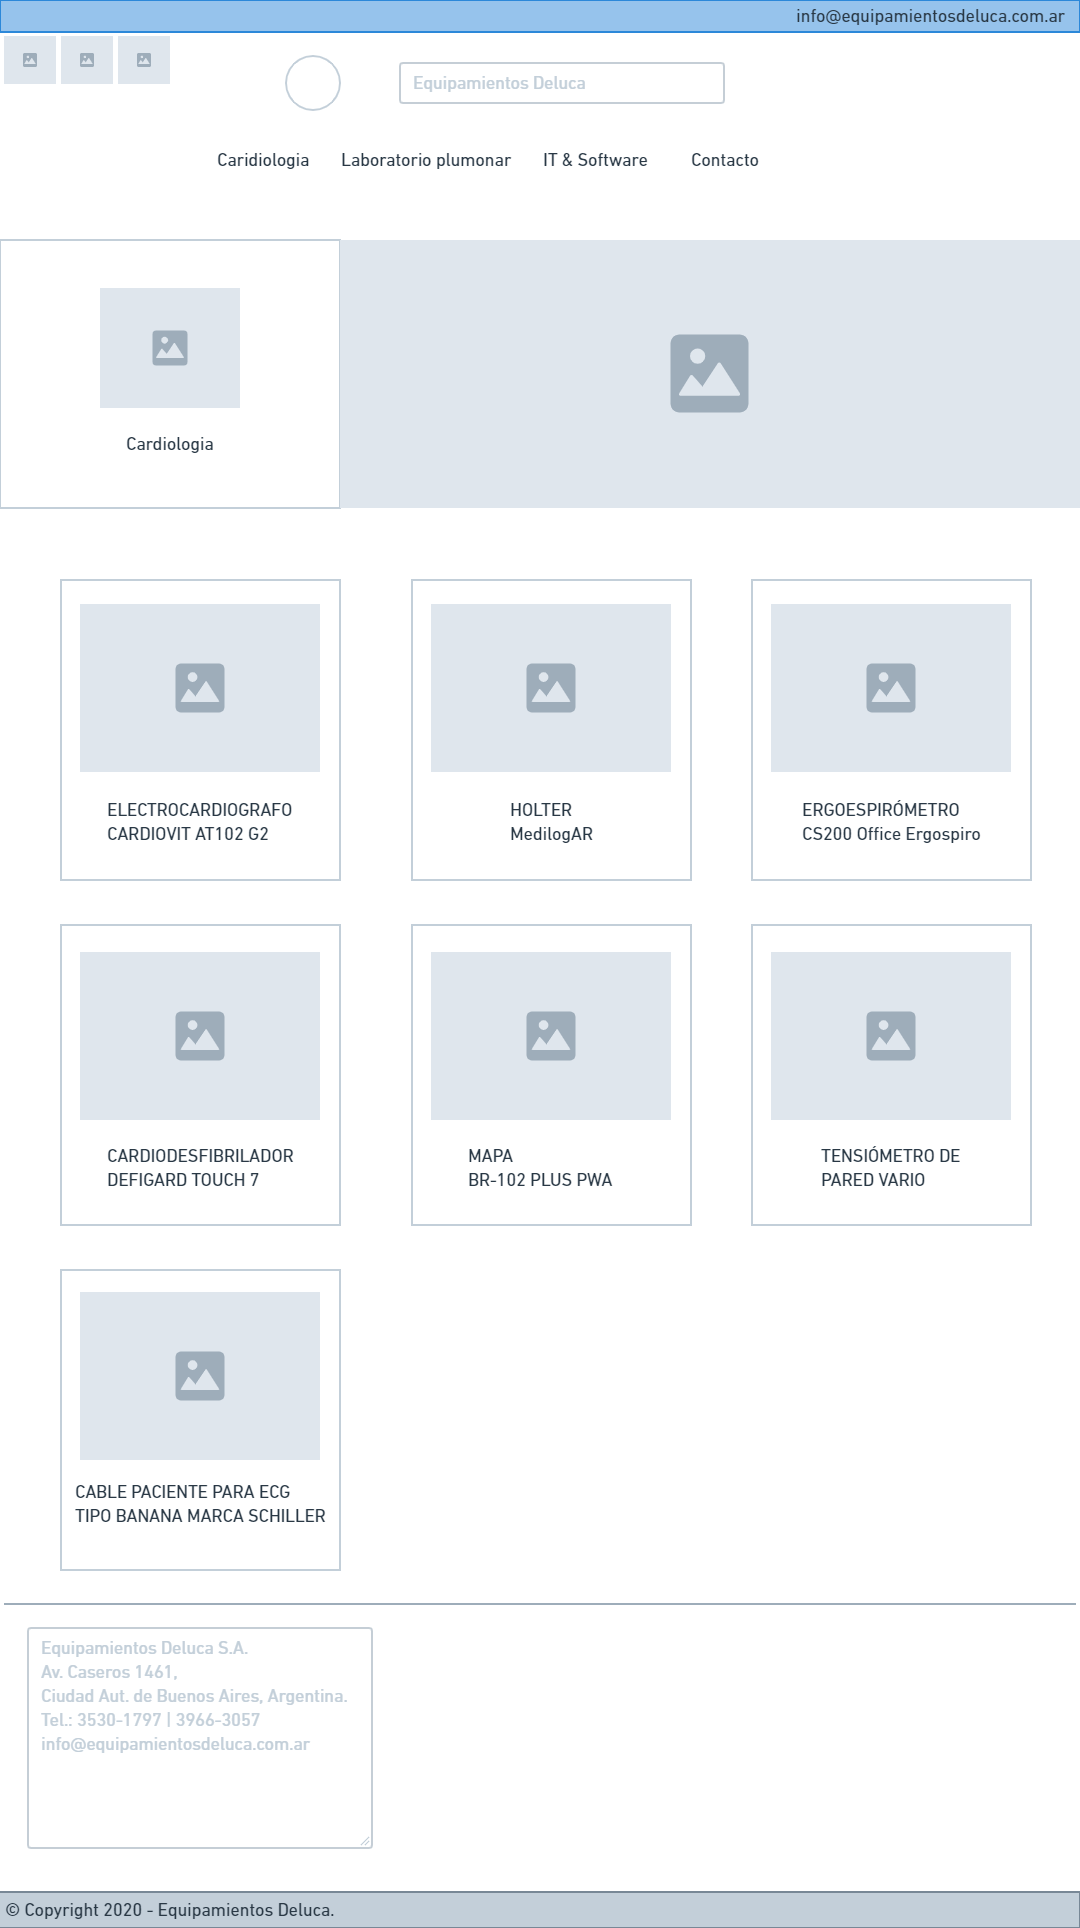 info@equipamientosdeluca.com.ar
Equipamientos Deluca
Caridiologia
Laboratorio plumonar
IT & Software
Contacto
Cardiologia
ELECTROCARDIOGRAFO
CARDIOVIT AT102 G2
HOLTER
MedilogAR
ERGOESPIRÓMETRO
CS200 Office Ergospiro
CARDIODESFIBRILADOR
DEFIGARD TOUCH 7
MAPA
BR-102 PLUS PWA
TENSIÓMETRO DE
PARED VARIO
CABLE PACIENTE PARA ECG
TIPO BANANA MARCA SCHILLER
Equipamientos Deluca S.A.
Av. Caseros 1461,
Ciudad Aut. de Buenos Aires, Argentina.
Tel.: 3530-1797 | 3966-3057
info@equipamientosdeluca.com.ar
© Copyright 2020 - Equipamientos Deluca.